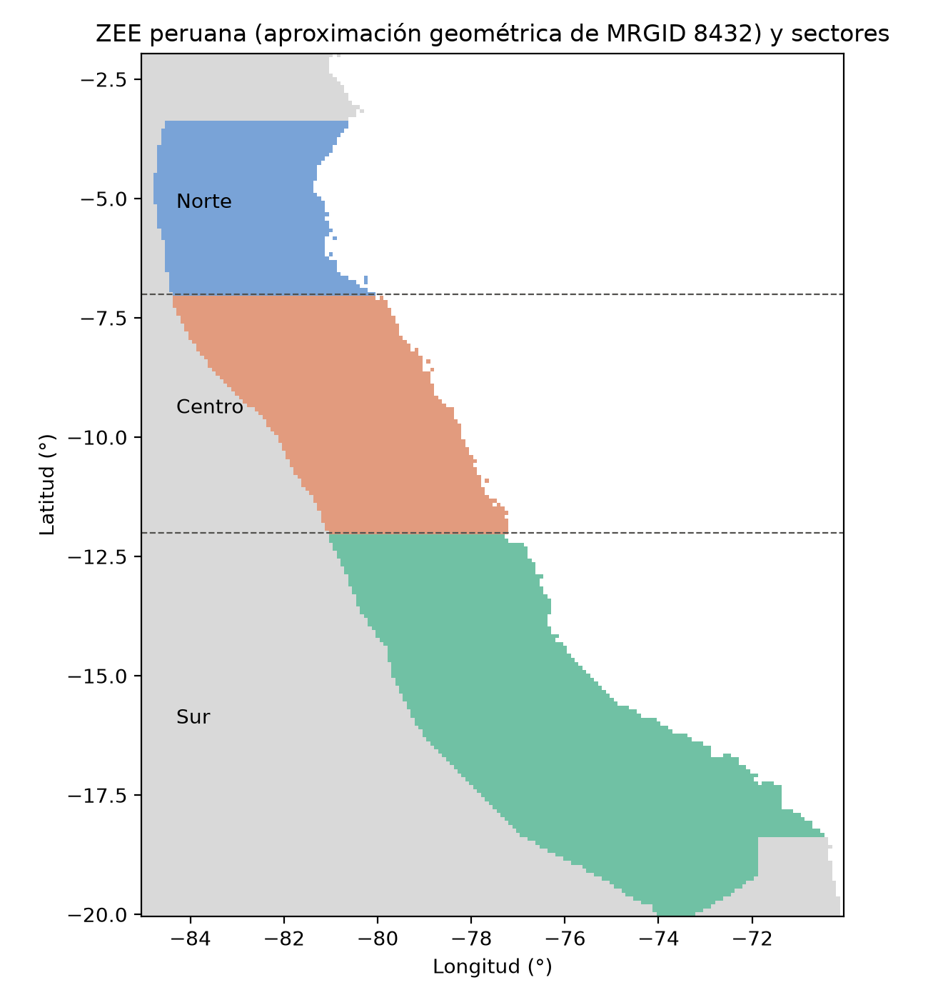 ZEE peruana (aproximación geométrica de MRGID 8432) y sectores
−2.5
−5.0
−7.5
−10.0
−12.5
−15.0
−17.5
−20.0
Latitud (°)
Norte
Centro
Sur
−84
−82
−80
−78
−76
−74
−72
Longitud (°)